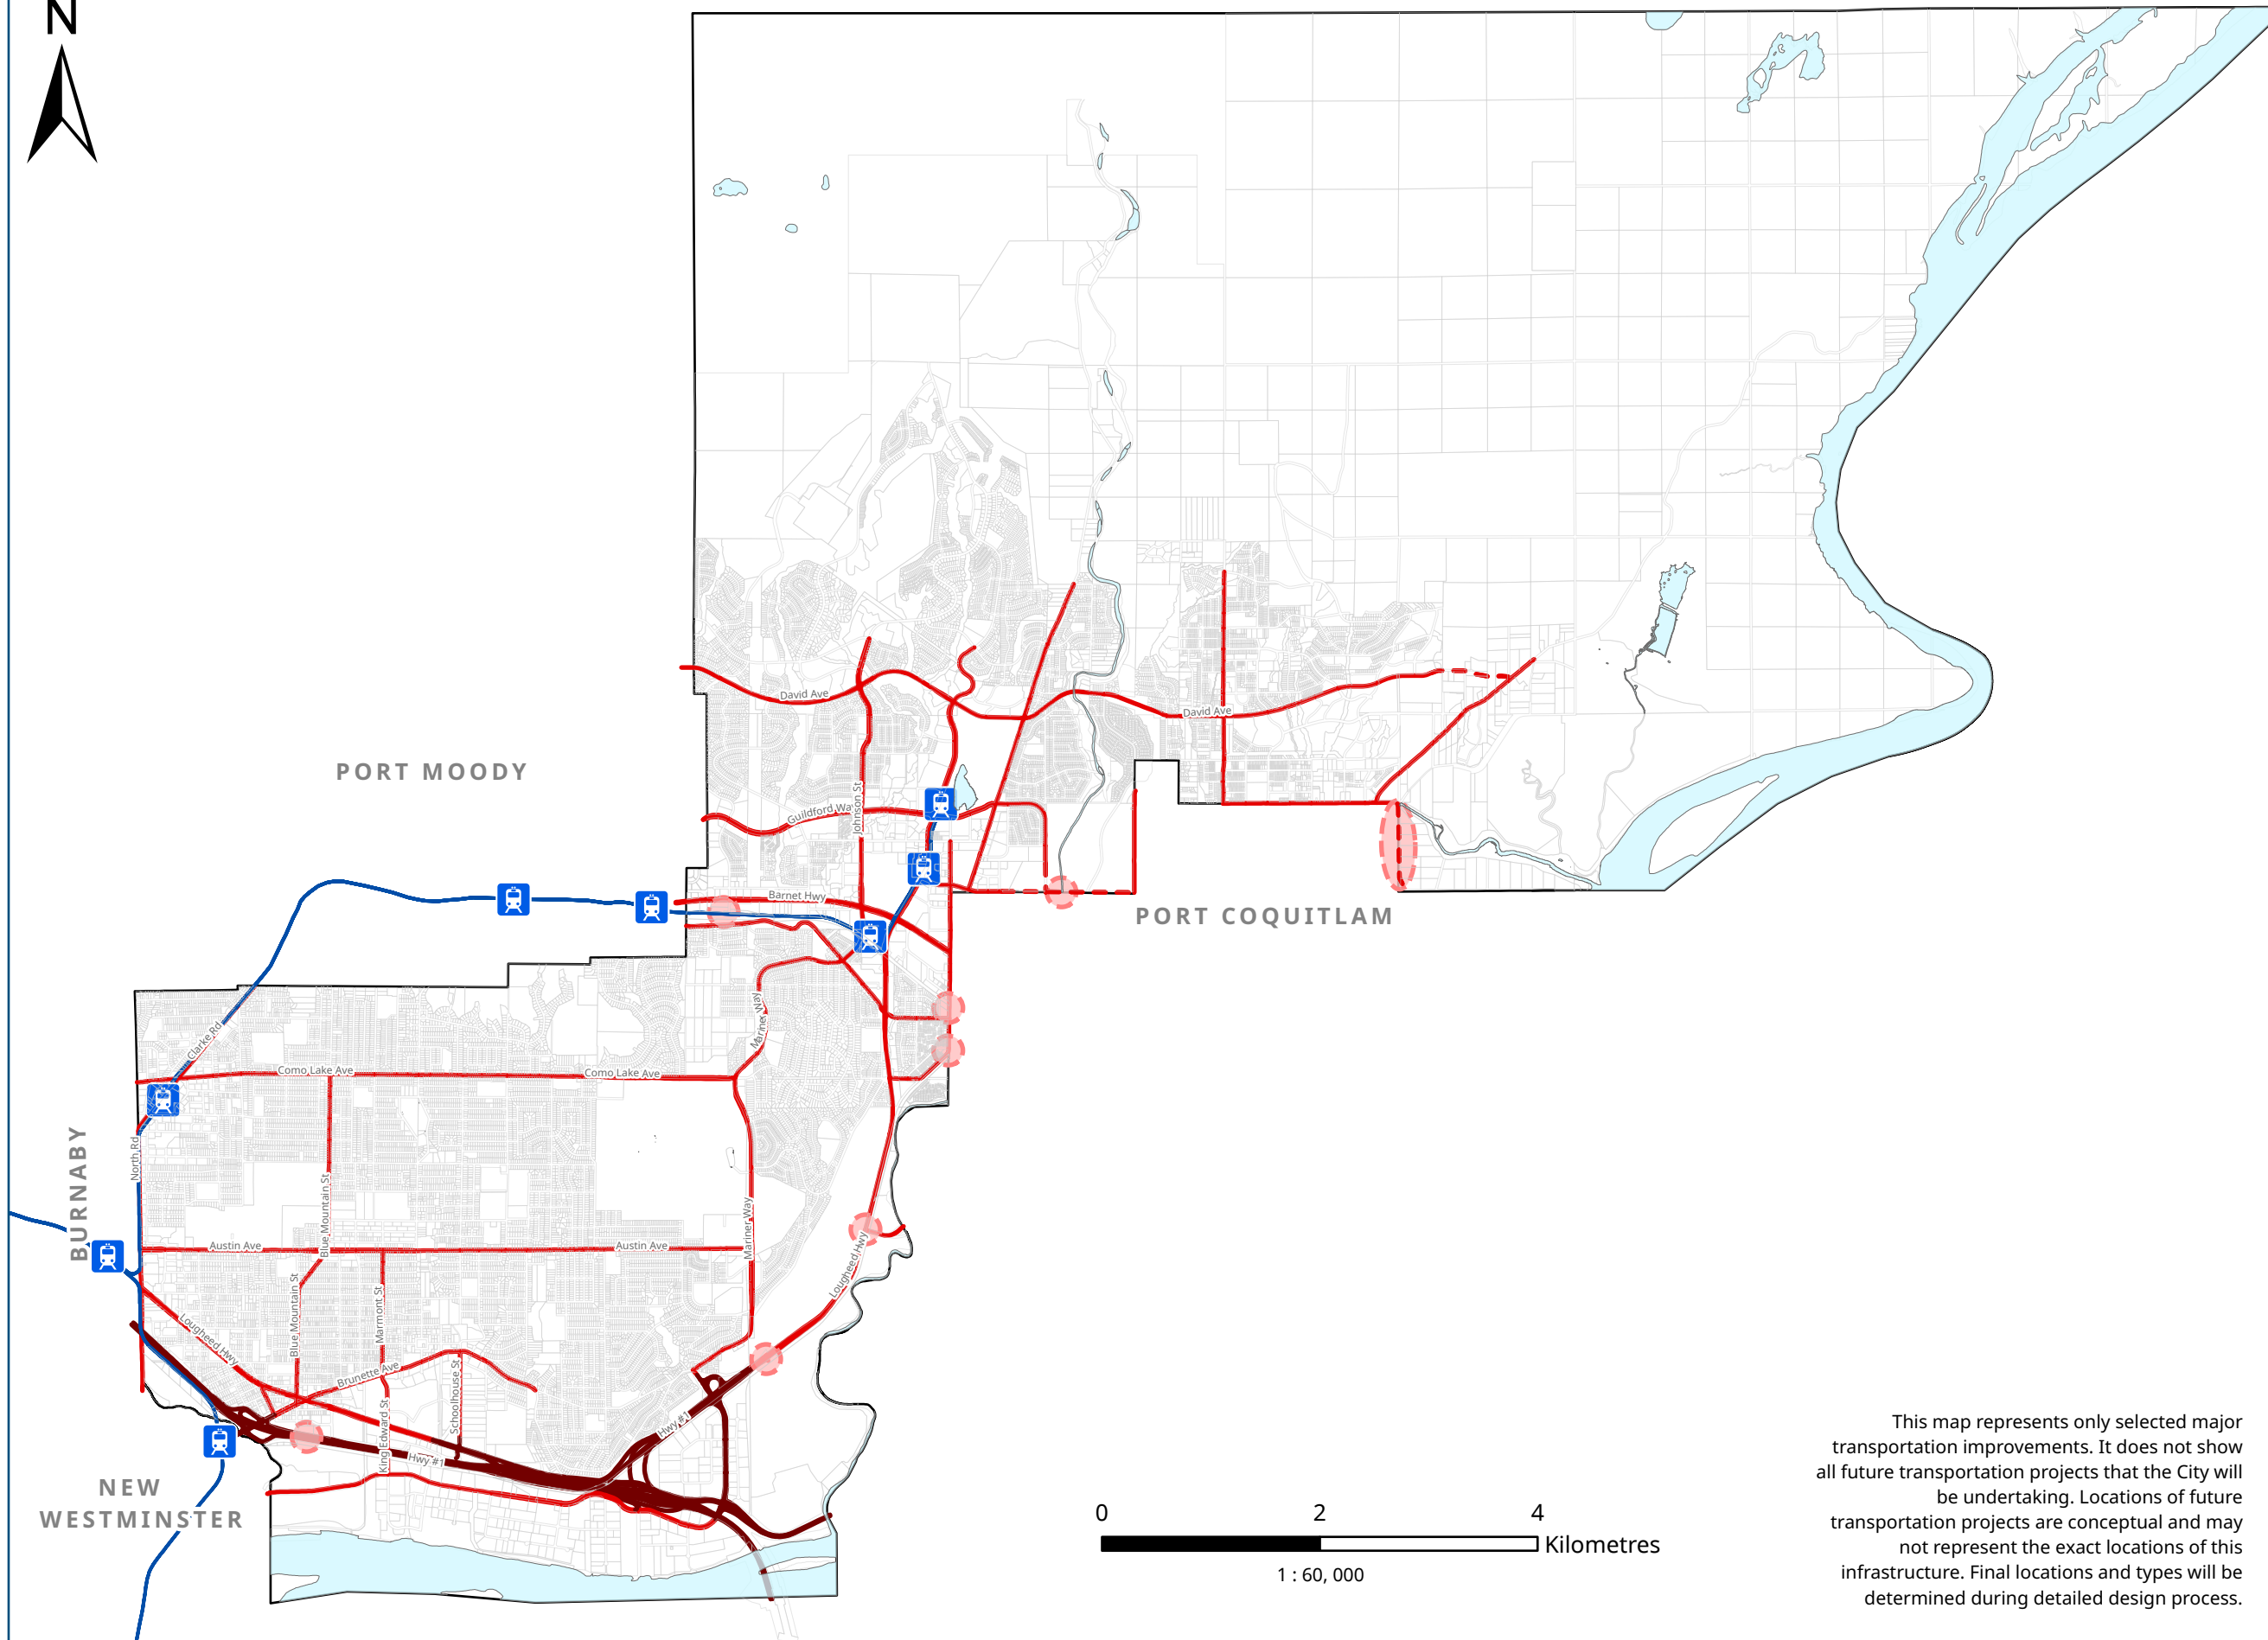 N
David Ave
David Ave
PORT MOODY
Johnson St
Guildford Way
Barnet Hwy
PORT COQUITLAM
Mariner Way
Mariner Way
Clarke Rd
Como Lake Ave
Como Lake Ave
BURNABY
North Rd
Blue Mountain St
Mariner Way
Austin Ave
Austin Ave
Lougheed Hwy
Blue Mountain St
Marmont St
Lougheed Hwy
Brunette Ave
Schoolhouse St
King Edward St
Hwy #1
Hwy #1
NEW
WESTMINSTER
0 2 4
Kilometres
1 : 60, 000
This map represents only selected major
transportation improvements. It does not show
all future transportation projects that the City will
be undertaking. Locations of future
transportation projects are conceptual and may
not represent the exact locations of this
infrastructure. Final locations and types will be
determined during detailed design process.